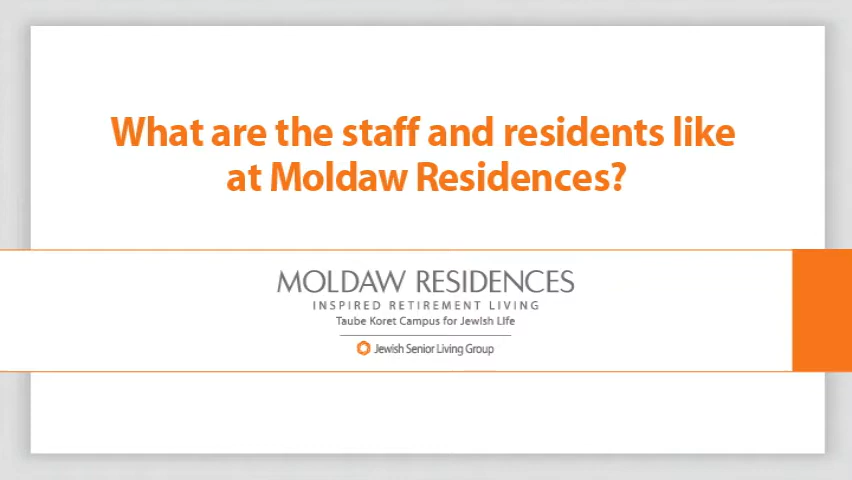 What are the staff and residents like
at Moldaw Residences?
MOLDAW RESIDENCES
INSPIRED RETIREMENT LIVING
Taube Koret Campus for Jewish Life
Jewish Senior Living Group